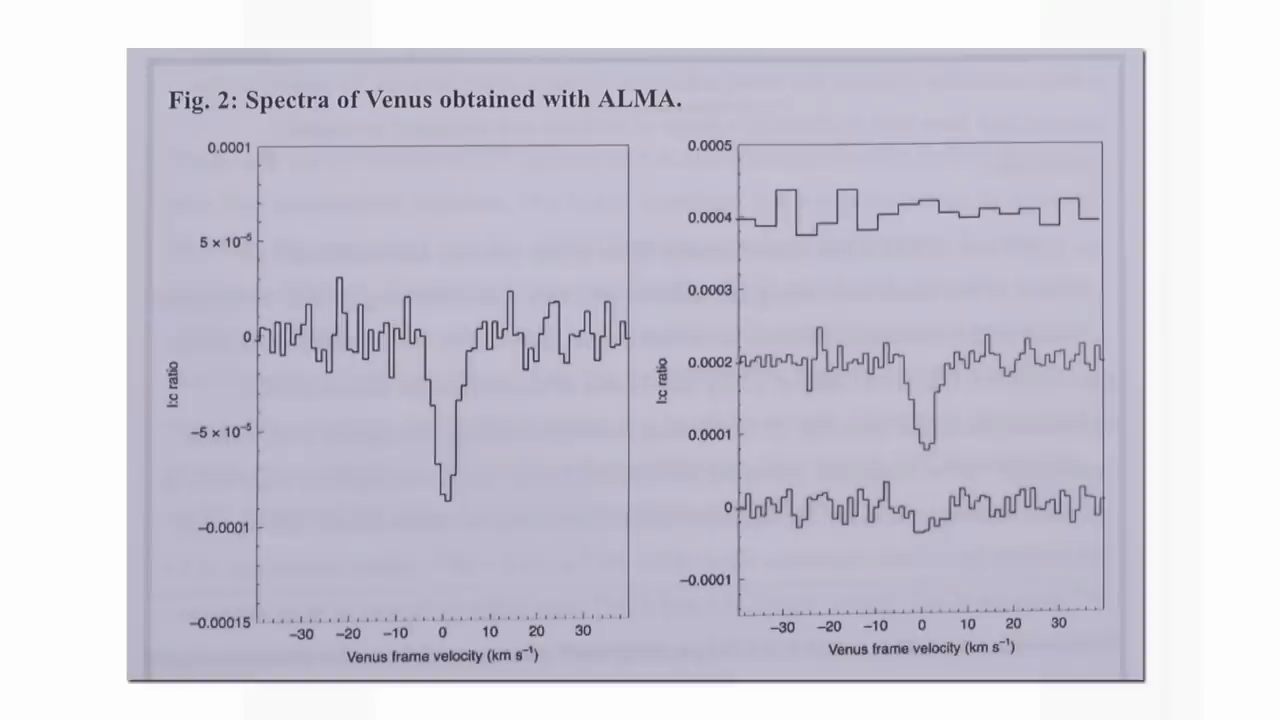 Fig. 2: Spectra of Venus obtained with ALMA.
0.0001
5 × 10⁻⁵
0
−5 × 10⁻⁵
−0.0001
−0.00015
l:c ratio
−30 −20 −10 0 10 20 30
Venus frame velocity (km s⁻¹)
0.0005
0.0004
0.0003
0.0002
0.0001
0
−0.0001
l:c ratio
−30 −20 −10 0 10 20 30
Venus frame velocity (km s⁻¹)